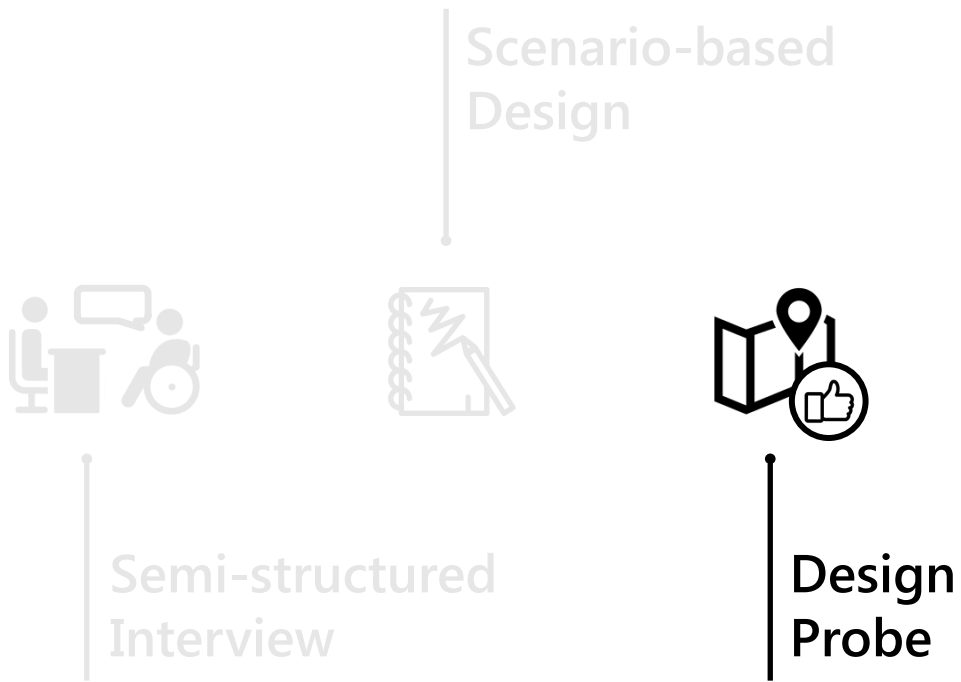 Scenario-based
Design
Semi-structured
Interview
Design
Probe